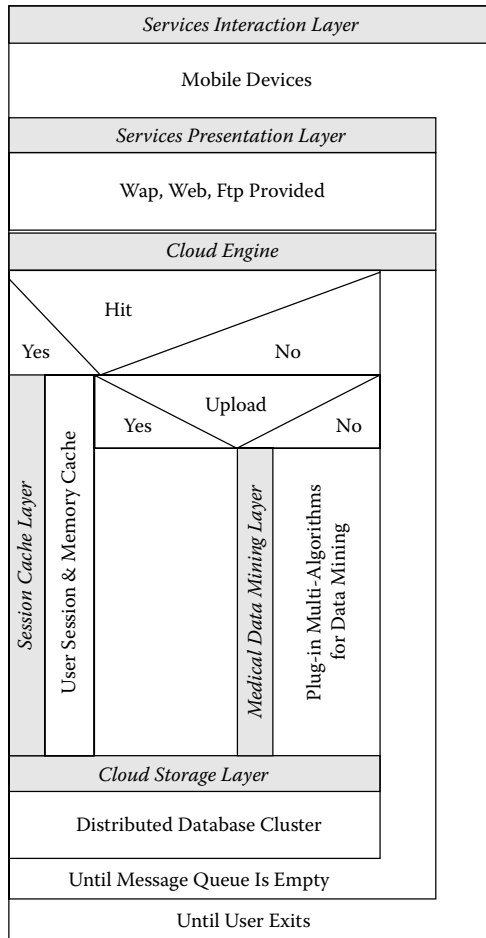 Services Interaction Layer
Mobile Devices
Services Presentation Layer
Wap, Web, Ftp Provided
Cloud Engine
Hit
Yes
No
Upload
Yes
No
Session Cache Layer
User Session & Memory Cache
Medical Data Mining Layer
Plug-in Multi-Algorithms
for Data Mining
Cloud Storage Layer
Distributed Database Cluster
Until Message Queue Is Empty
Until User Exits